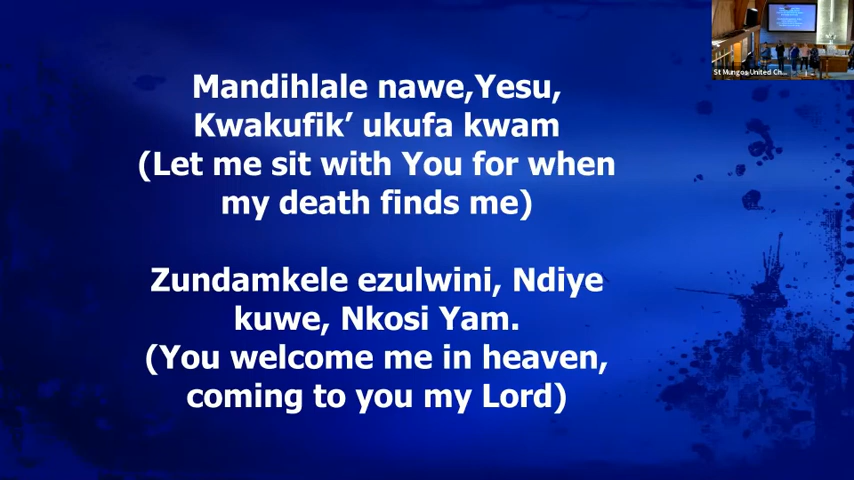 Mandihlale nawe,Yesu,
Kwakufik’ ukufa kwam
(Let me sit with You for when
my death finds me)
Zundamkele ezulwini, Ndiye
kuwe, Nkosi Yam.
(You welcome me in heaven,
coming to you my Lord)
St Mungos United Ch...